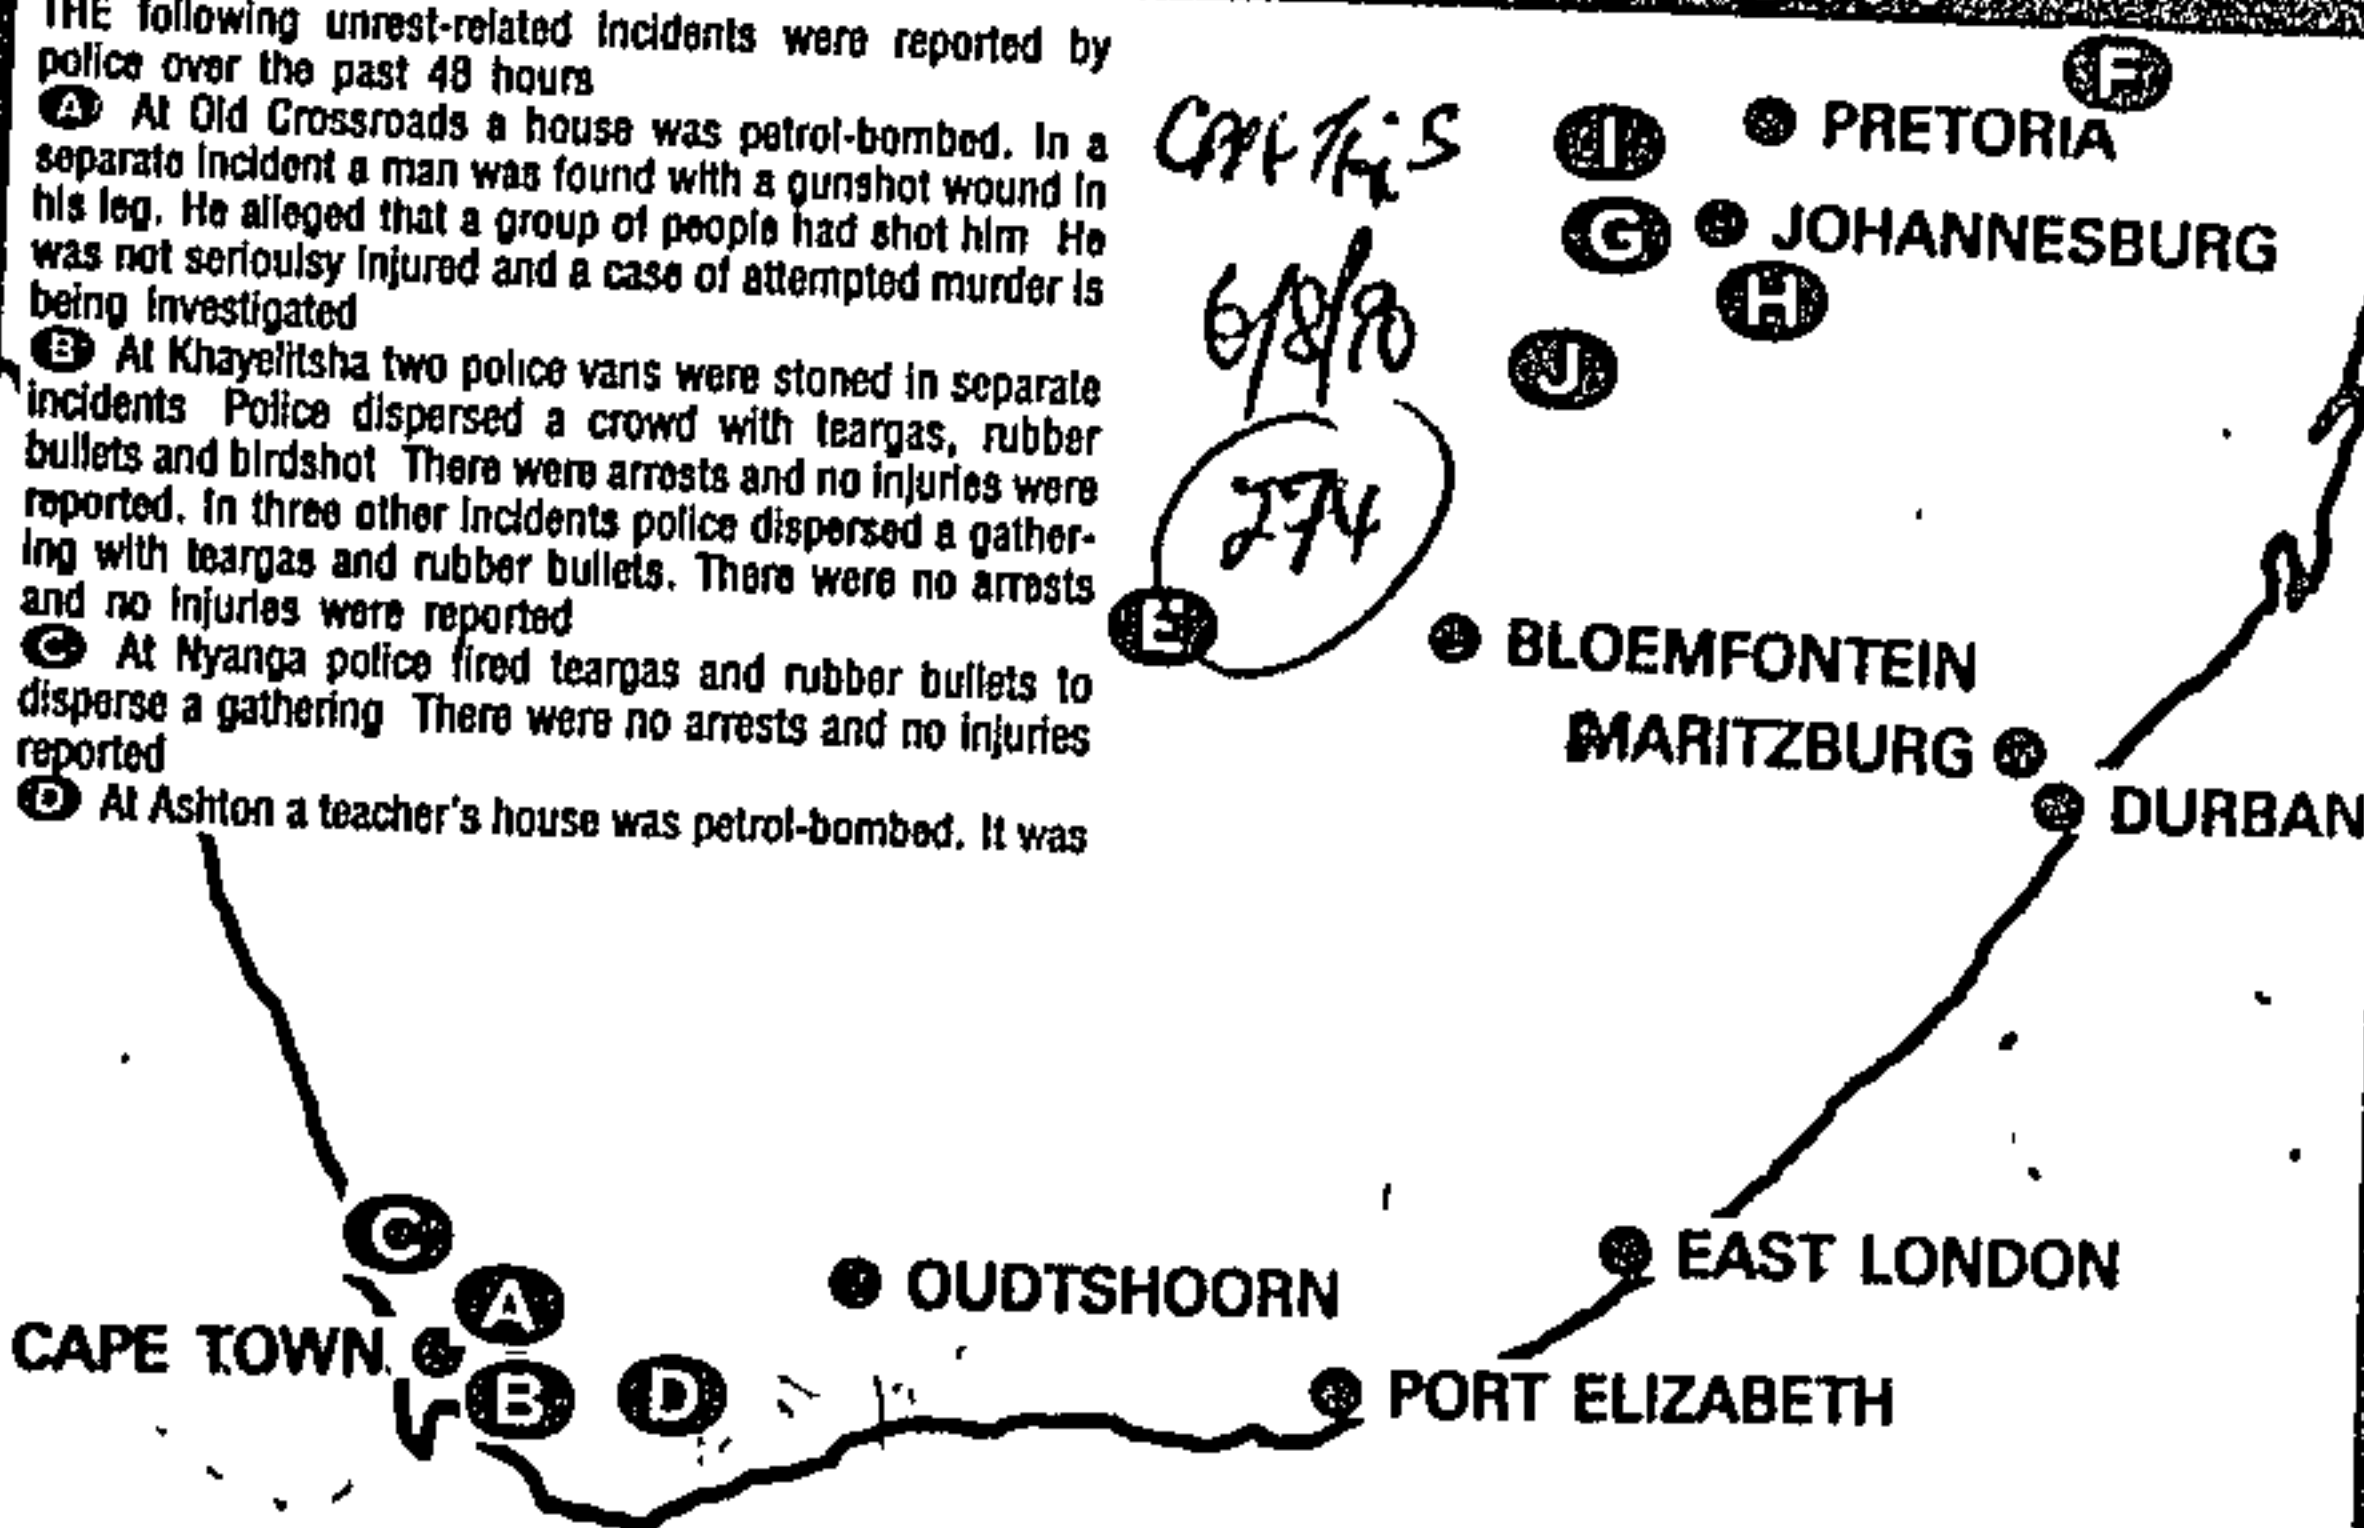 THE following unrest-related incidents were reported by
police over the past 48 hours
A At Old Crossroads a house was petrol-bombed. In a
separate incident a man was found with a gunshot wound in
his leg. He alleged that a group of people had shot him He
was not serioulsy injured and a case of attempted murder is
being investigated
B At Khayelitsha two police vans were stoned in separate
incidents Police dispersed a crowd with teargas, rubber
bullets and birdshot There were arrests and no injuries were
reported. In three other incidents police dispersed a gather-
ing with teargas and rubber bullets. There were no arrests
and no injuries were reported
C At Nyanga police fired teargas and rubber bullets to
disperse a gathering There were no arrests and no injuries
reported
D At Ashton a teacher's house was petrol-bombed. It was
6/8/90
274
F
I
PRETORIA
G
JOHANNESBURG
H
J
E
BLOEMFONTEIN
MARITZBURG
DURBAN
C
A
OUDTSHOORN
EAST LONDON
CAPE TOWN
B
D
PORT ELIZABETH